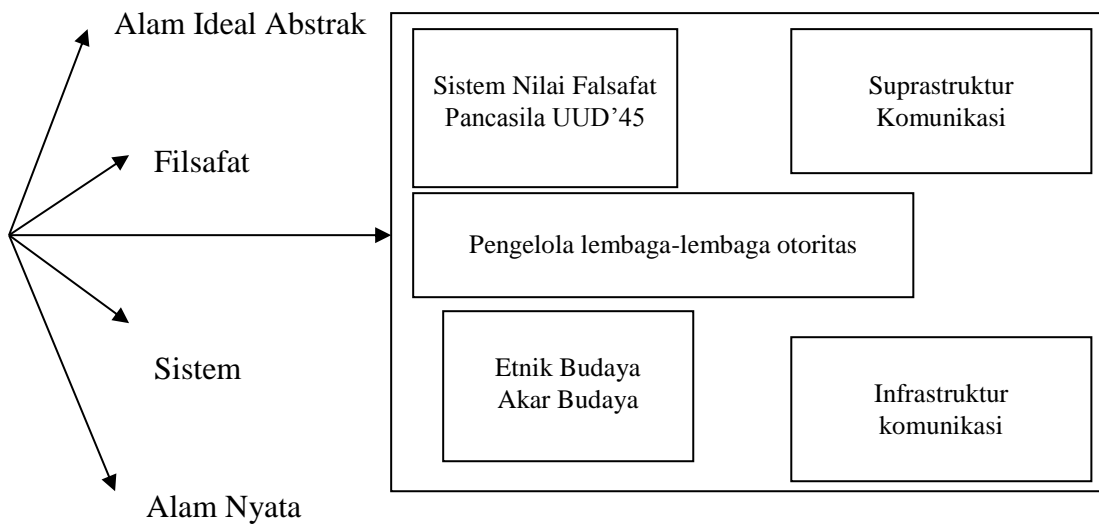 Alam Ideal Abstrak
Filsafat
Sistem
Alam Nyata
Sistem Nilai Falsafat
Pancasila UUD’45
Suprastruktur
Komunikasi
Pengelola lembaga-lembaga otoritas
Etnik Budaya
Akar Budaya
Infrastruktur
komunikasi